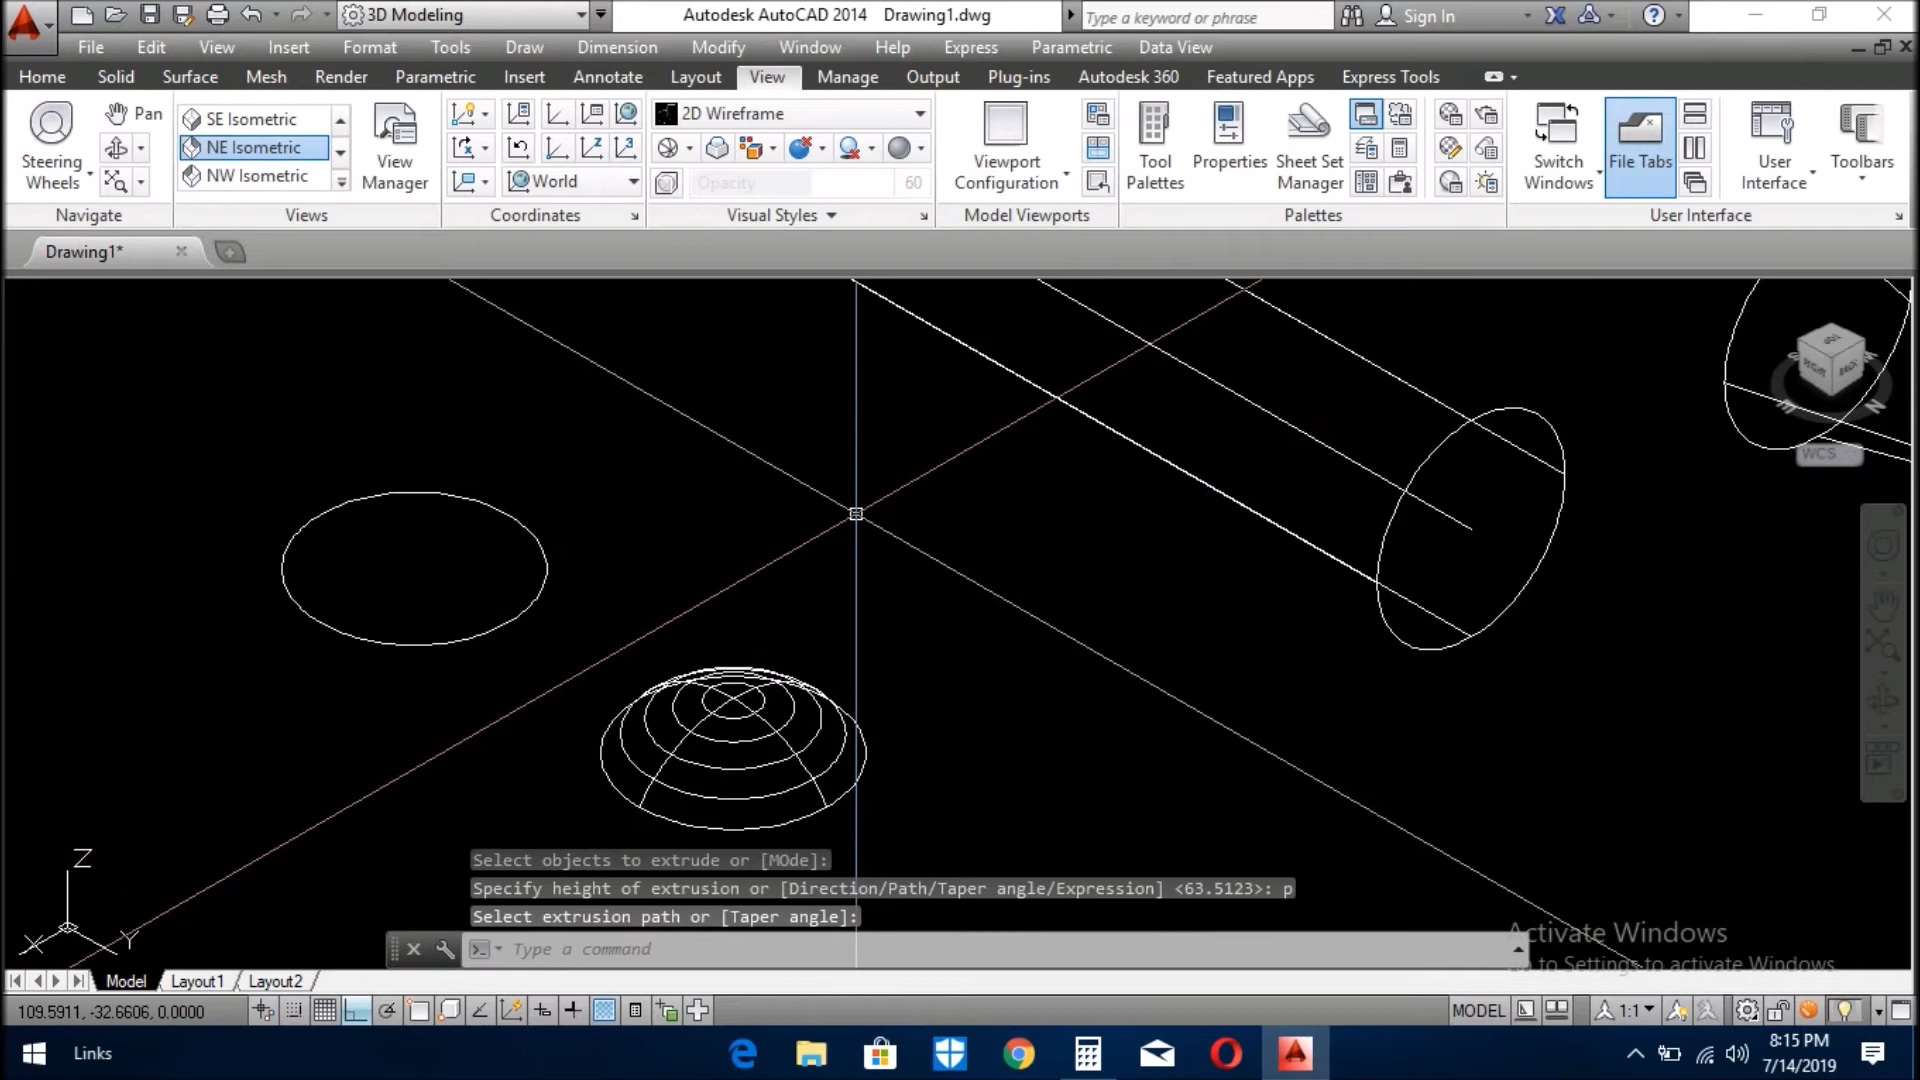 3D Modeling Autodesk AutoCAD 2014 Drawing1.dwg Type a keyword or phrase Sign In
File Edit View Insert Format Tools Draw Dimension Modify Window Help Express Parametric Data View
Home Solid Surface Mesh Render Parametric Insert Annotate Layout View Manage Output Plug-ins Autodesk 360 Featured Apps Express Tools
Steering Wheels
Pan
SE Isometric
NE Isometric
NW Isometric
View Manager
World
2D Wireframe
Opacity 60
Viewport Configuration
Tool Palettes
Properties
Sheet Set Manager
Switch Windows
File Tabs
User Interface
Toolbars
Navigate Views Coordinates Visual Styles Model Viewports Palettes User Interface
Drawing1*
E N
WCS
Z
X Y
Select objects to extrude or [MOde]:
Specify height of extrusion or [Direction/Path/Taper angle/Expression] <63.5123>: p
Select extrusion path or [Taper angle]:
Type a command
Activate Windows
Go to Settings to activate Windows.
Model Layout1 Layout2
109.5911, -32.6606, 0.0000 MODEL 1:1
Links
8:15 PM
7/14/2019